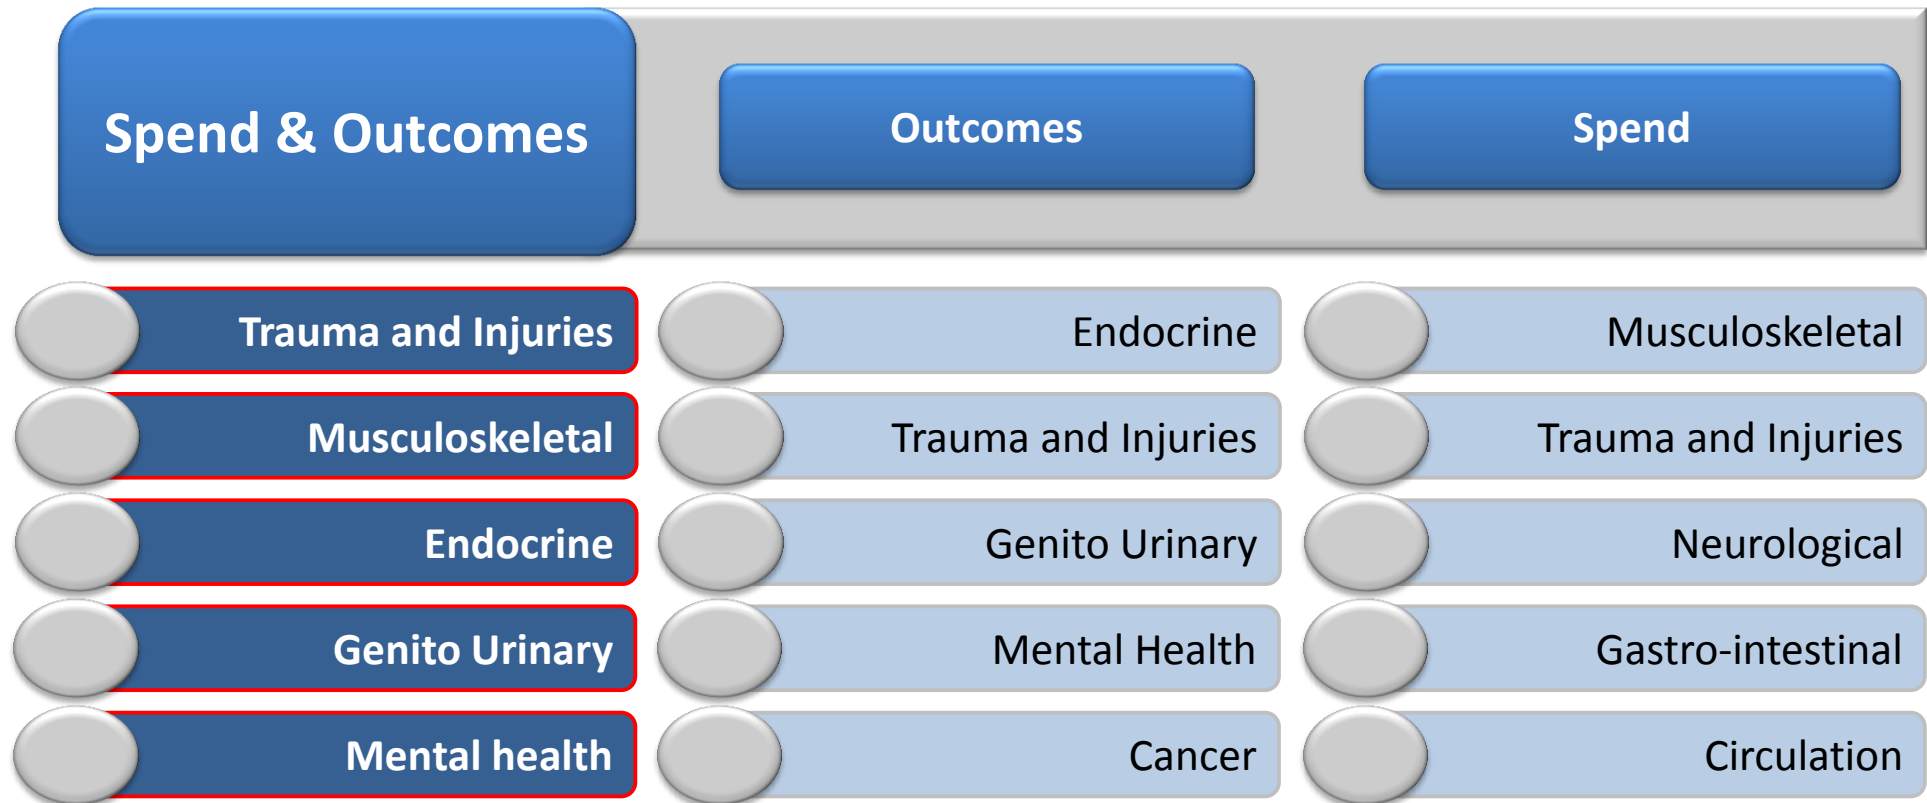 Spend & Outcomes
Outcomes
Spend
Trauma and Injuries
Endocrine
Musculoskeletal
Musculoskeletal
Trauma and Injuries
Trauma and Injuries
Endocrine
Genito Urinary
Neurological
Genito Urinary
Mental Health
Gastro-intestinal
Mental health
Cancer
Circulation